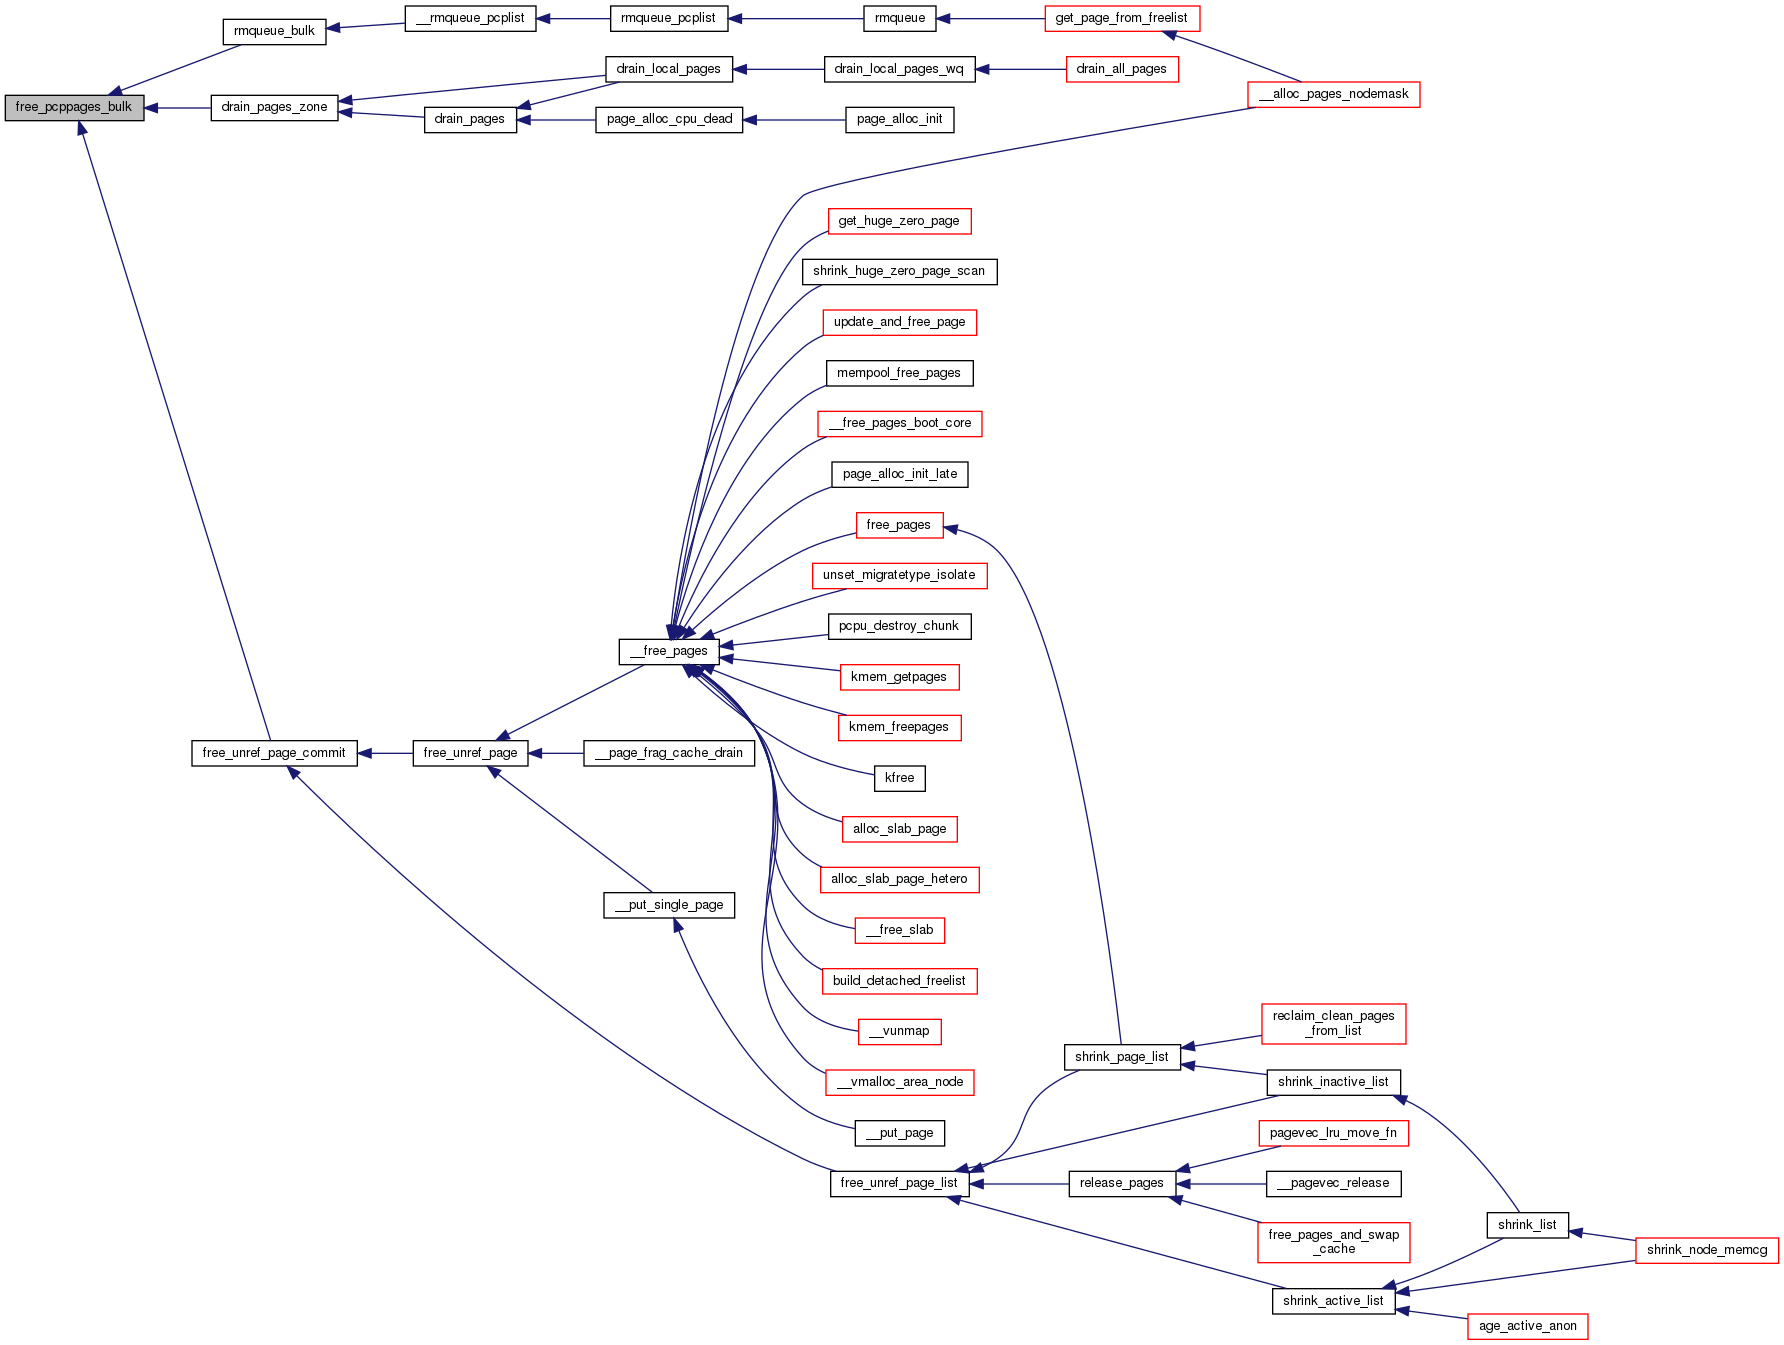 __rmqueue_pcplist
rmqueue_pcplist
rmqueue
get_page_from_freelist
rmqueue_bulk
drain_local_pages
drain_local_pages_wq
drain_all_pages
__alloc_pages_nodemask
free_pcppages_bulk
drain_pages_zone
drain_pages
page_alloc_cpu_dead
page_alloc_init
get_huge_zero_page
shrink_huge_zero_page_scan
update_and_free_page
mempool_free_pages
__free_pages_boot_core
page_alloc_init_late
free_pages
unset_migratetype_isolate
pcpu_destroy_chunk
__free_pages
kmem_getpages
kmem_freepages
free_unref_page_commit
free_unref_page
__page_frag_cache_drain
kfree
alloc_slab_page
alloc_slab_page_hetero
__put_single_page
__free_slab
build_detached_freelist
__vunmap
reclaim_clean_pages
_from_list
shrink_page_list
__vmalloc_area_node
shrink_inactive_list
__put_page
pagevec_lru_move_fn
free_unref_page_list
release_pages
__pagevec_release
shrink_list
free_pages_and_swap
_cache
shrink_node_memcg
shrink_active_list
age_active_anon